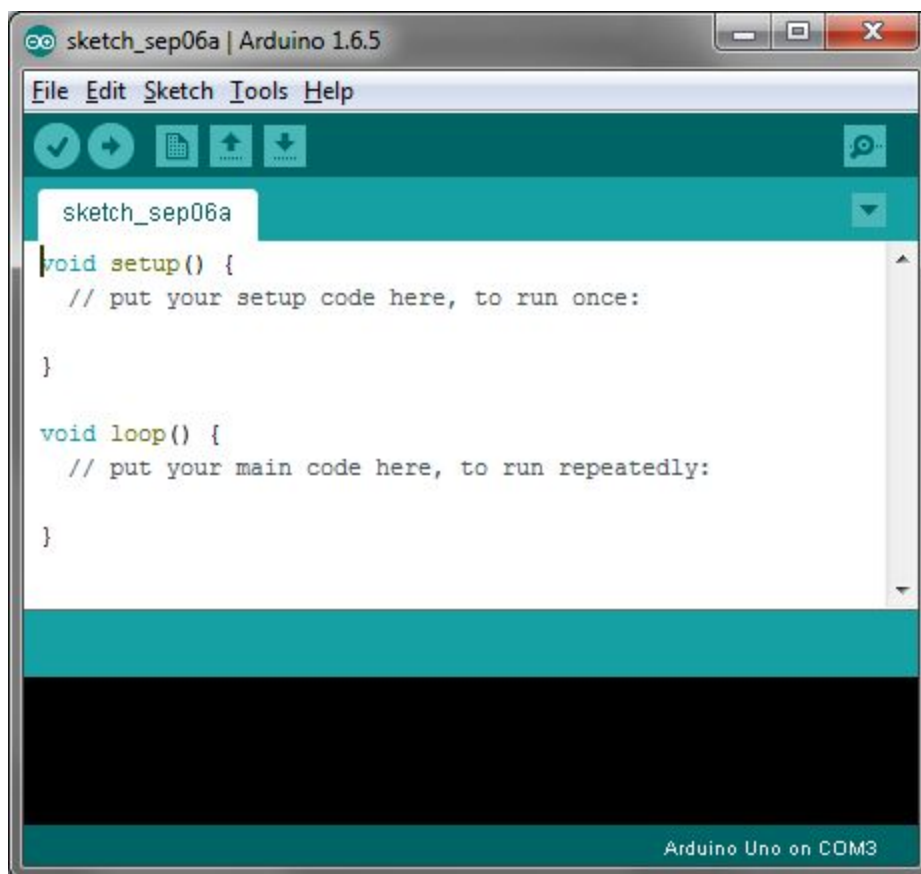 sketch_sep06a | Arduino 1.6.5
File Edit Sketch Tools Help
sketch_sep06a
void setup() {
  // put your setup code here, to run once:

}

void loop() {
  // put your main code here, to run repeatedly:

}
Arduino Uno on COM3